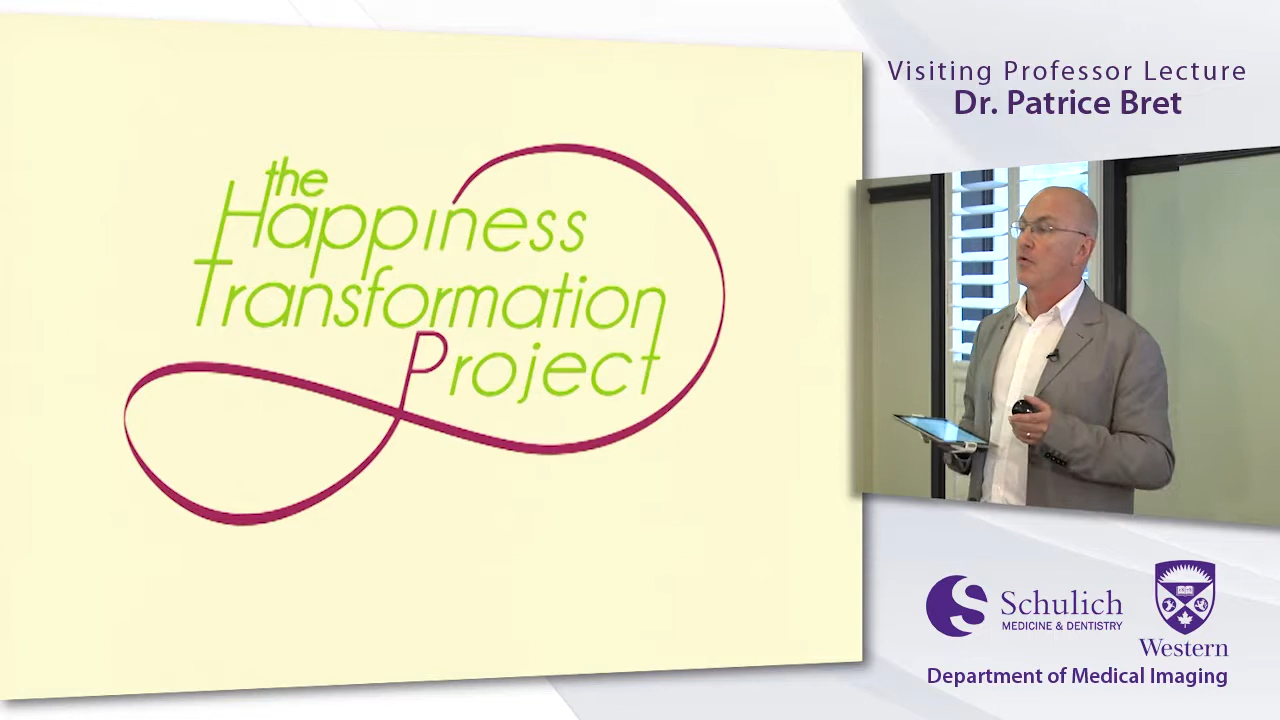 the
Happiness
Transformation
Project
Visiting Professor Lecture
Dr. Patrice Bret
Schulich
MEDICINE & DENTISTRY
Western
Department of Medical Imaging